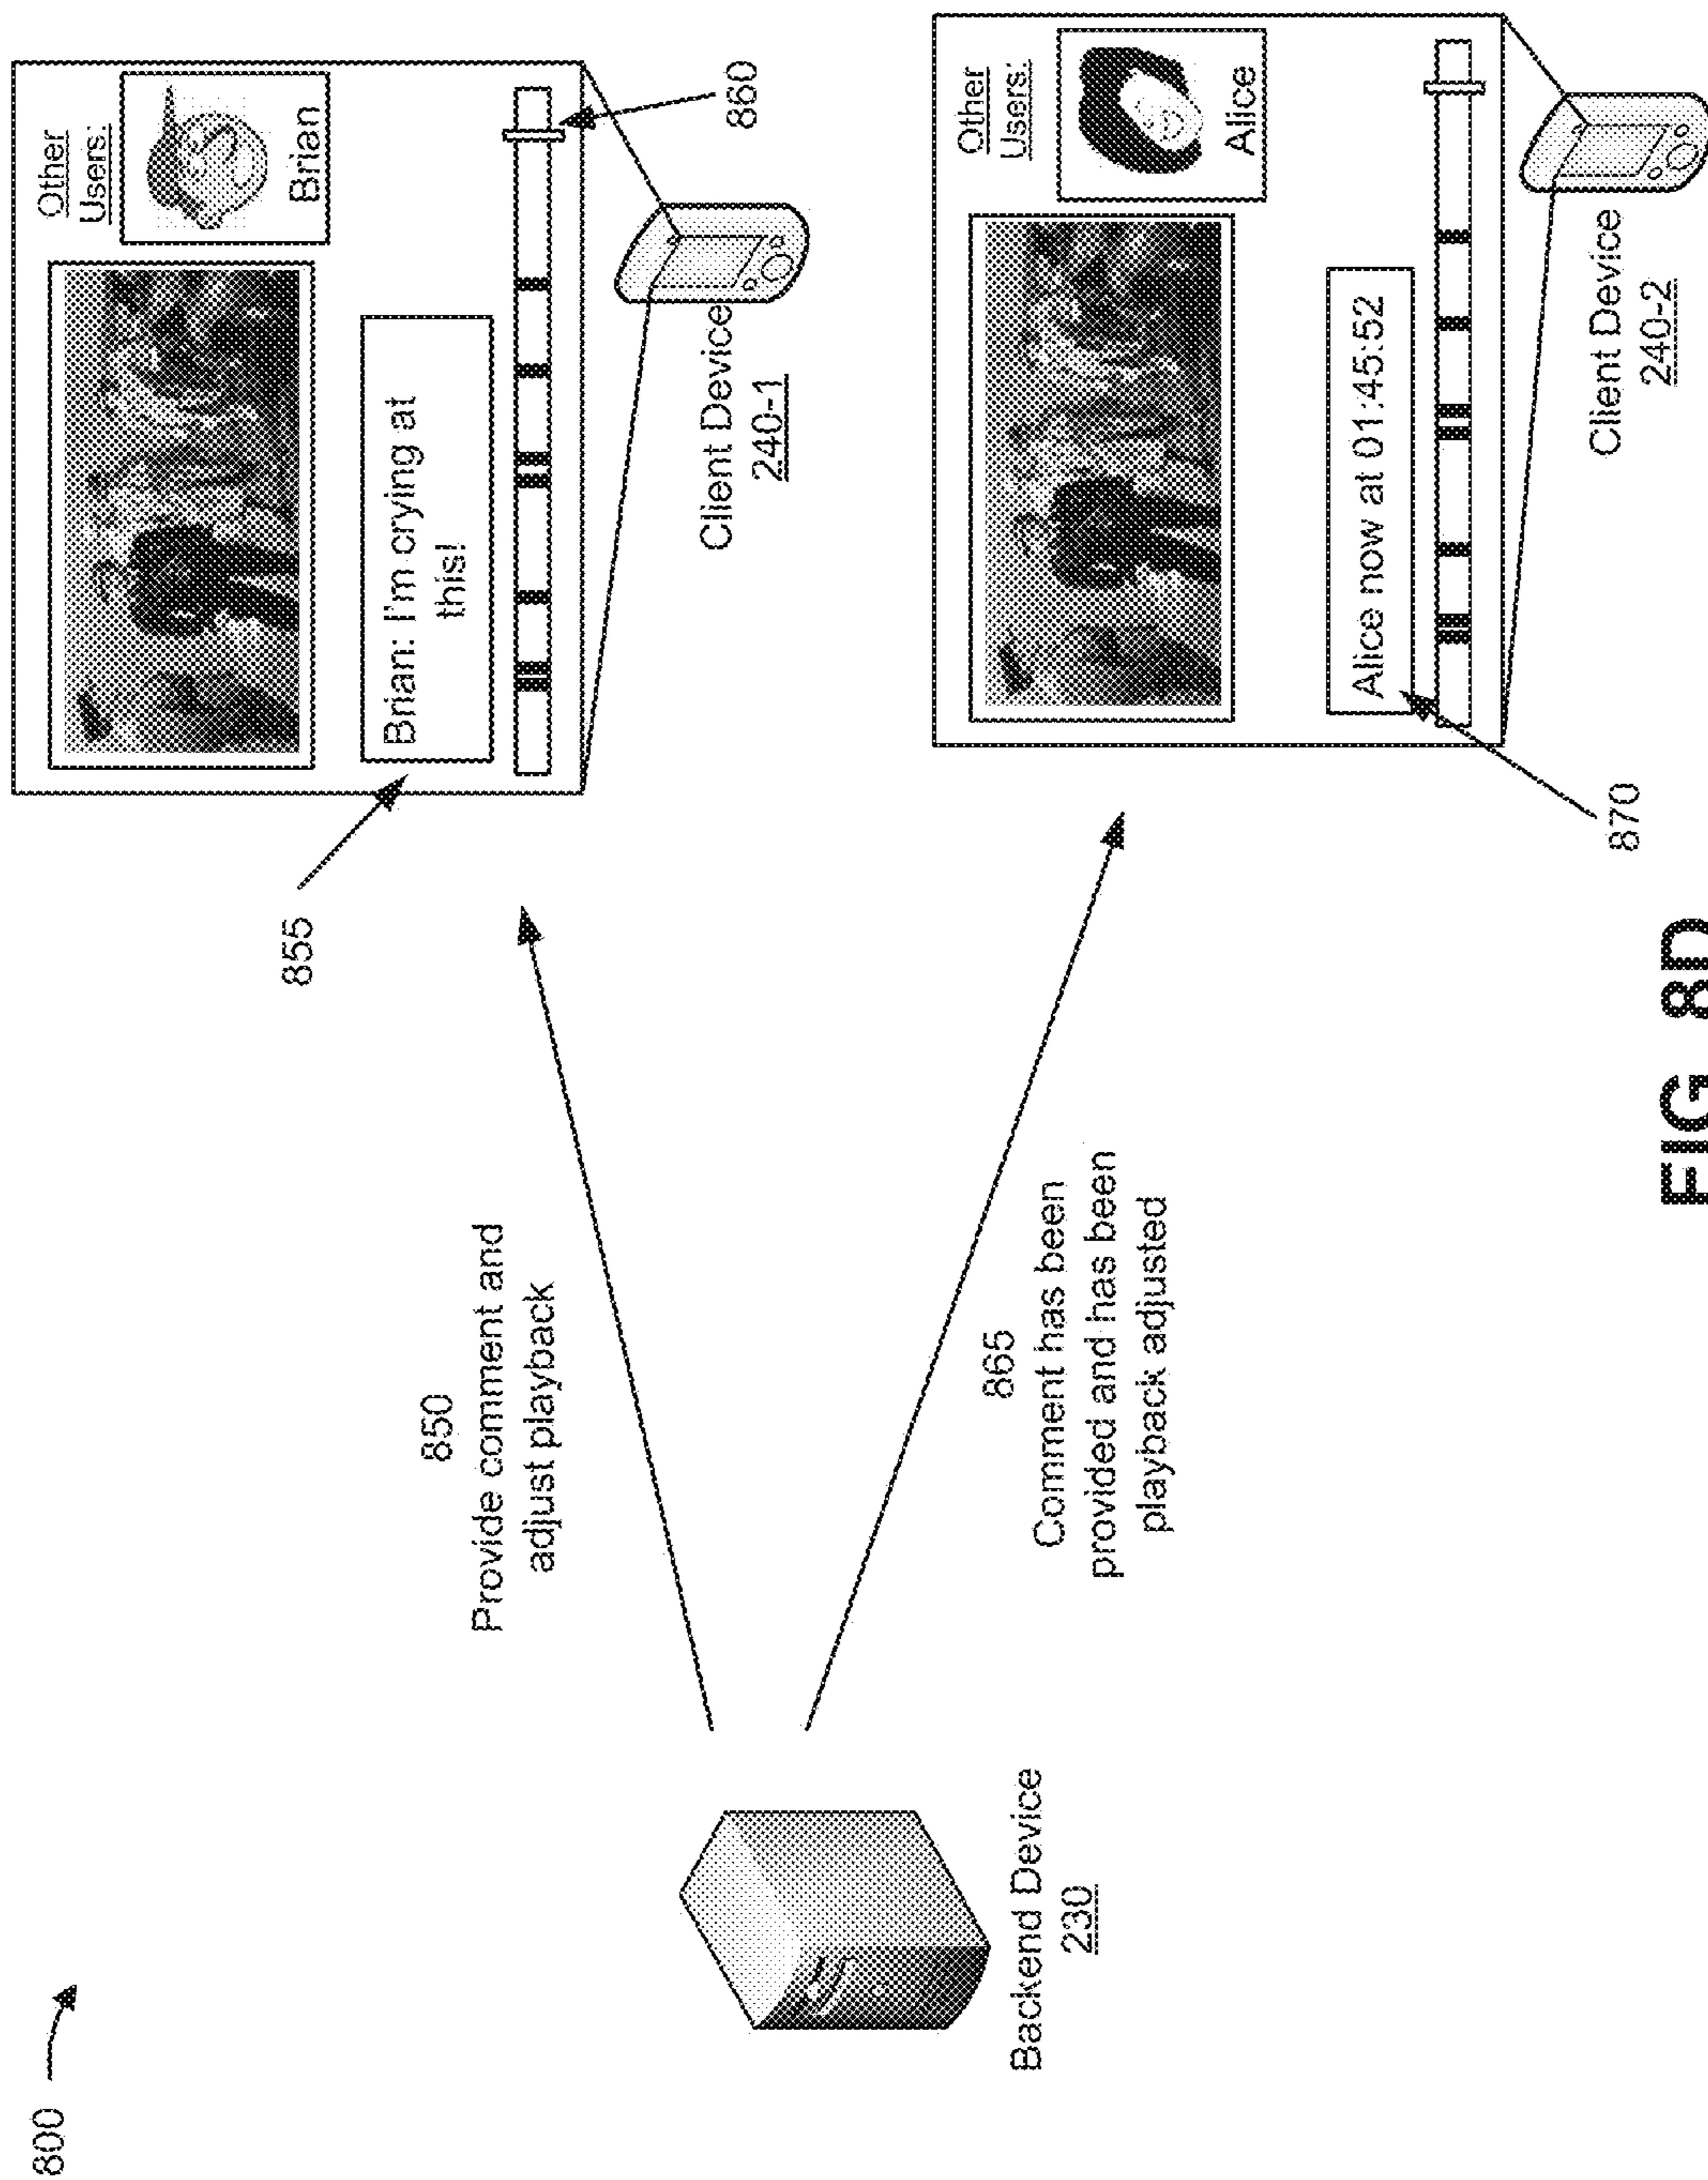 800
850
Provide comment and
adjust playback
855
Other
Users:
Brian
Brian: I'm crying at
this!
860
Client Device
240-1
Backend Device
230
865
Comment has been
provided and has been
playback adjusted
Other
Users:
Alice
Alice now at 01:45:52
870
Client Device
240-2
FIG. 8D